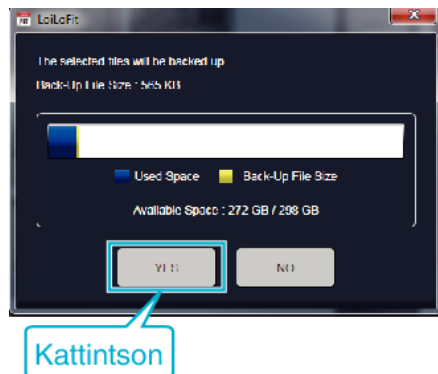 LoiLoFit
The selected files will be backed up
Back-Up File Size : 565 KB
Used Space Back-Up File Size
Available Space : 272 GB / 298 GB
YES NO
Kattintson